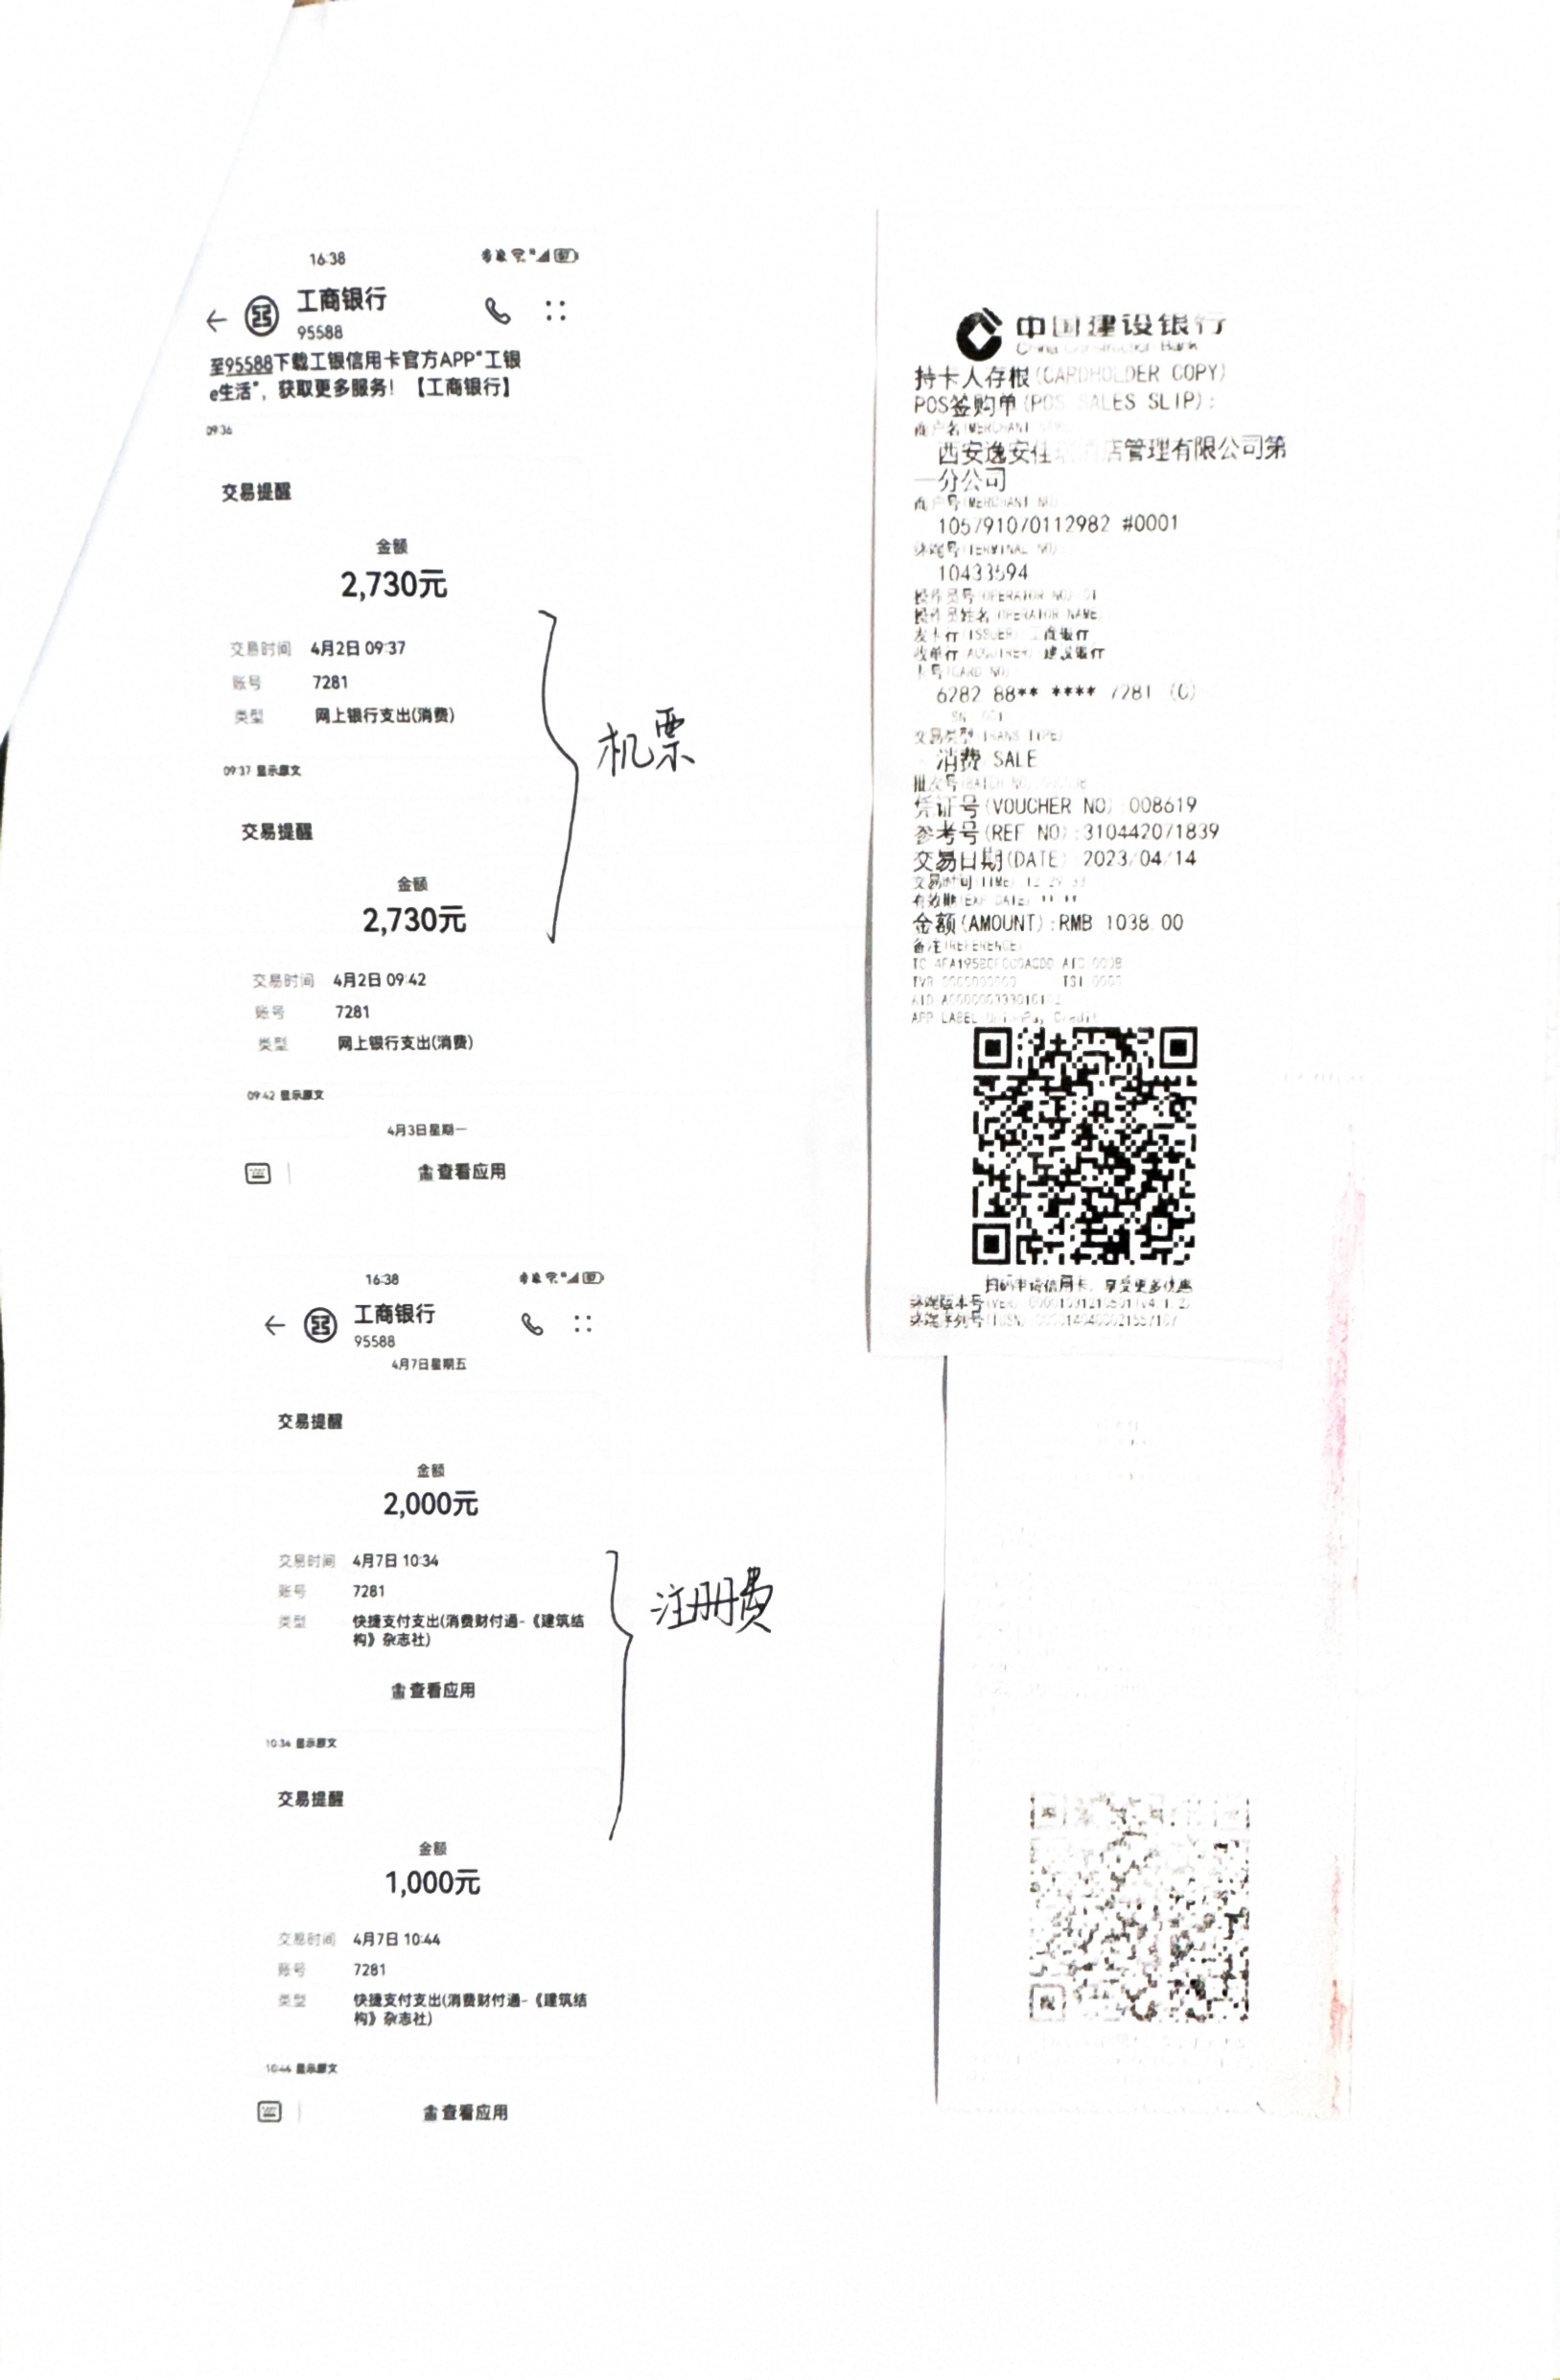 16:38
工商银行
95588
至95588下载工银信用卡官方APP"工银
e生活"，获取更多服务！【工商银行】
09:36
交易提醒
金额
2,730元
交易时间 4月2日 09:37
账号 7281
类型 网上银行支出(消费)
09:37 显示原文
机票
交易提醒
金额
2,730元
交易时间 4月2日 09:42
账号 7281
类型 网上银行支出(消费)
09:42 显示原文
4月3日星期一
查看应用
16:38
工商银行
95588
4月7日星期五
交易提醒
金额
2,000元
交易时间 4月7日 10:34
账号 7281
类型 快捷支付支出(消费财付通-《建筑结
构》杂志社)
查看应用
10:34 显示原文
注册费
交易提醒
金额
1,000元
交易时间 4月7日 10:44
账号 7281
类型 快捷支付支出(消费财付通-《建筑结
构》杂志社)
10:44 显示原文
查看应用
中国建设银行
China Construction Bank
持卡人存根(CARDHOLDER COPY)
POS签购单(POS SALES SLIP):
商户名(MERCHANT
西安逸安佳 酒店管理有限公司第
一分公司
商户号(MERCHANT NO)
105791070112982 #0001
终端号(TERMINAL NO)
10433594
操作员号(OPERATOR NO) 01
操作员姓名(OPERATOR NAME)
发卡行(ISSUER) 工商银行
收单行(ACQUIRER) 建设银行
卡号(CARD NO)
6282 88** **** 7281 (C)
SN 001
交易类型(TRANS TYPE)
消费 SALE
批次号(BATCH NO)
凭证号(VOUCHER NO):008619
参考号(REF NO):310442071839
交易日期(DATE) 2023/04/14
交易时间(TIME)
有效期(EXP DATE)
金额(AMOUNT):RMB 1038.00
备注(REFERENCE)
APP LABEL UnionPay Credit
扫码申请信用卡，享受更多优惠
终端版本号(VER)
终端序列号(TUSN)